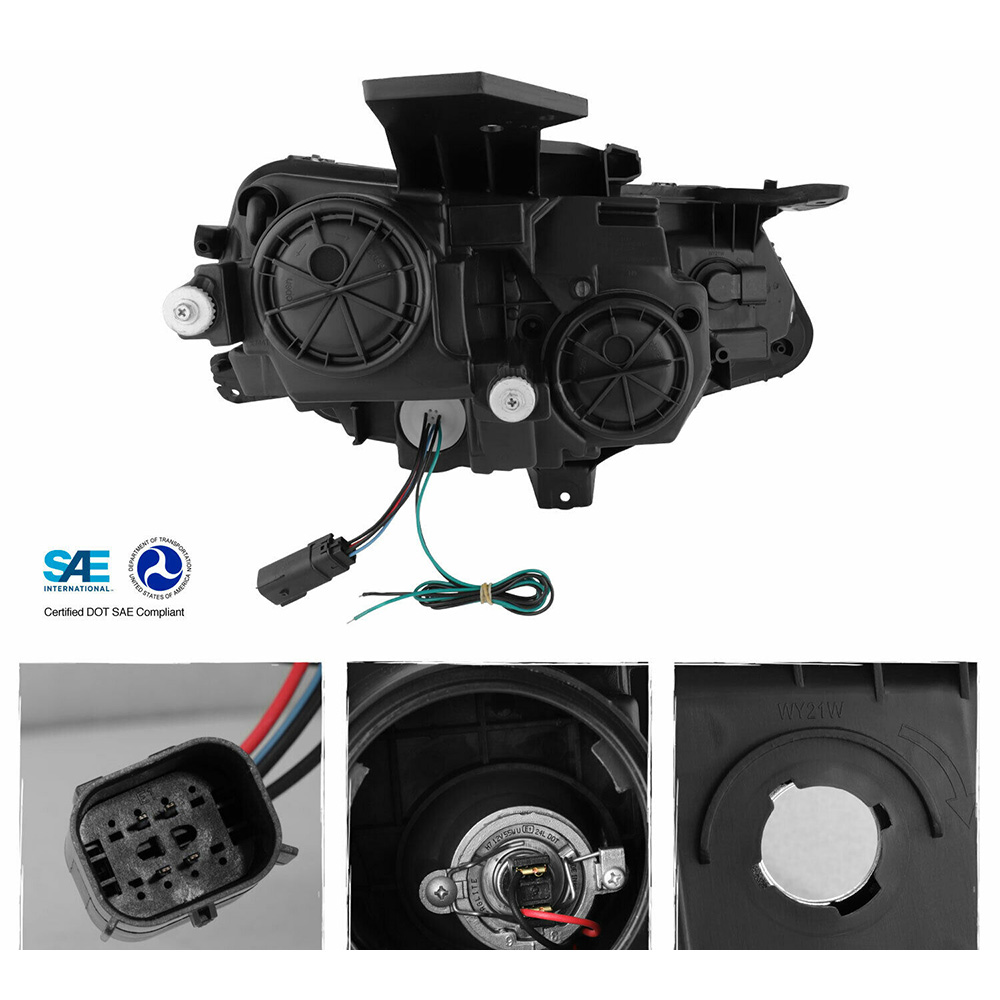 SAE
INTERNATIONAL
DEPARTMENT OF TRANSPORTATION
UNITED STATES OF AMERICA
Certified DOT SAE Compliant
H7 12V 55W U 24L DOT
WY21W